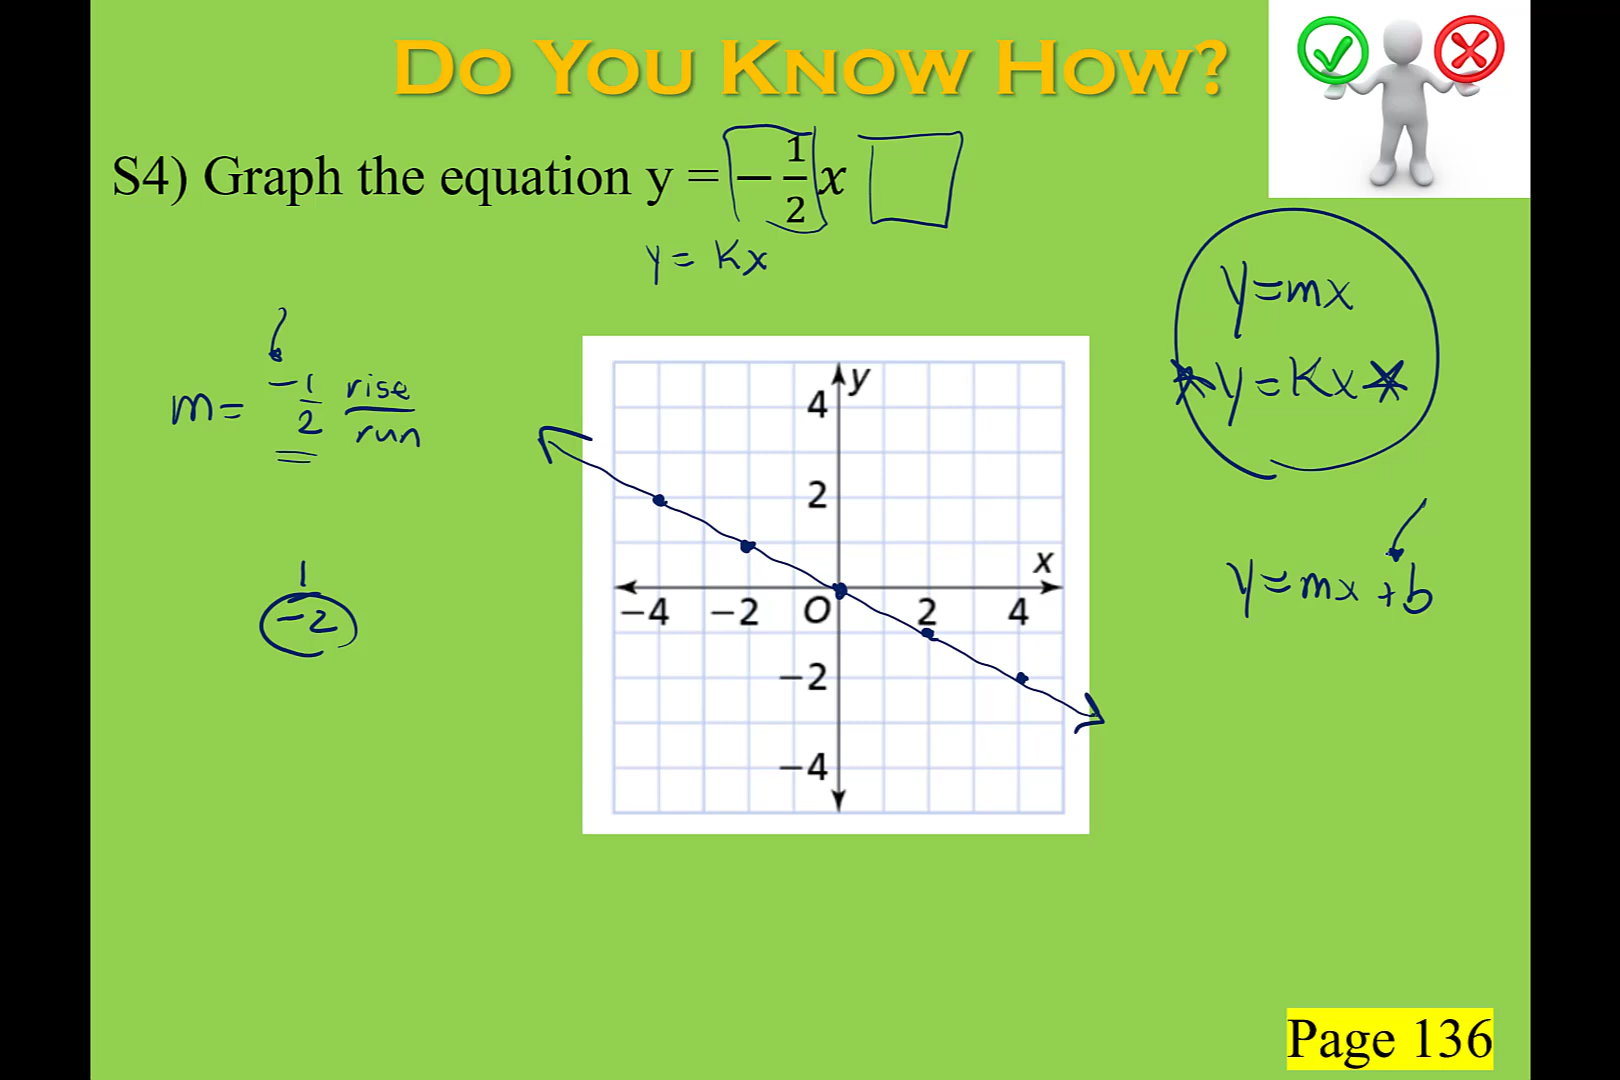 Do You Know How?
S4) Graph the equation y = −1/2 x
y = Kx
y=mx
y=Kx
m= −1/2 rise/run
1/−2
y=mx +b
y
4
2
x
−4 −2 O 2 4
−2
−4
Page 136